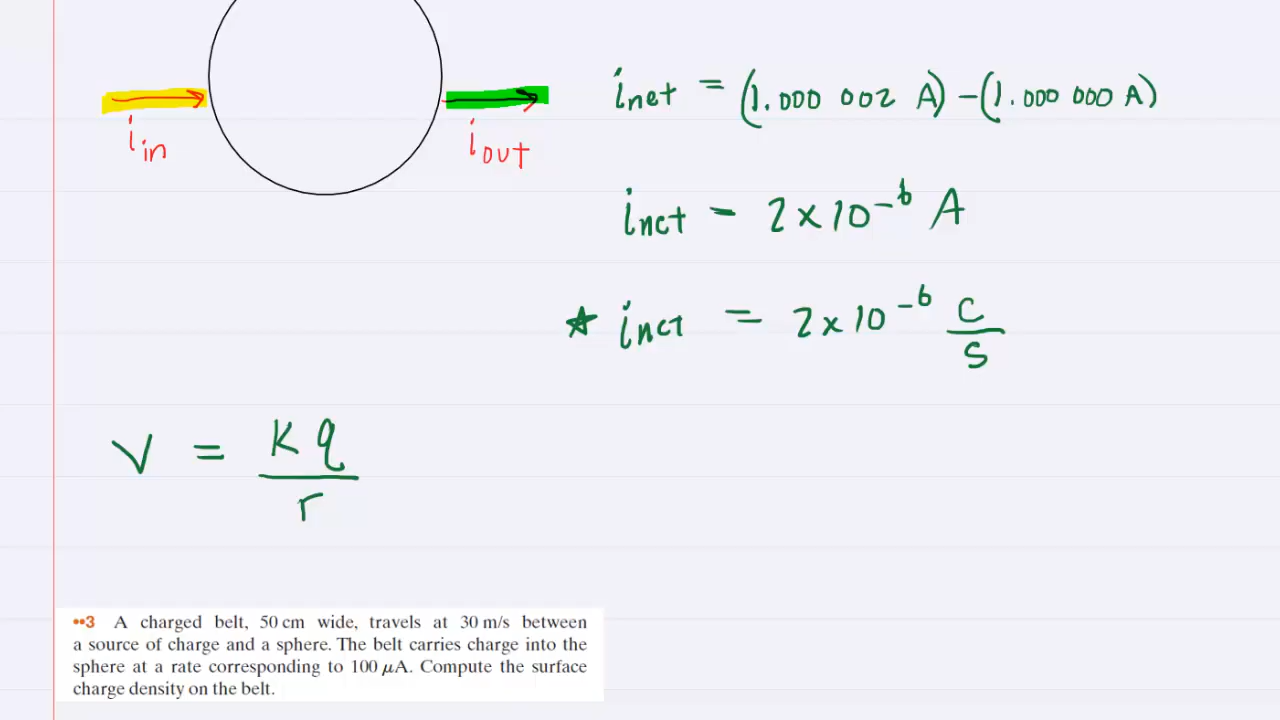 i_in
i_out
i_net = (1.000 002 A) - (1.000 000 A)
i_net = 2 x 10^-6 A
* i_net = 2 x 10^-6 C/s
V = kq/r
••3 A charged belt, 50 cm wide, travels at 30 m/s between
a source of charge and a sphere. The belt carries charge into the
sphere at a rate corresponding to 100 μA. Compute the surface
charge density on the belt.